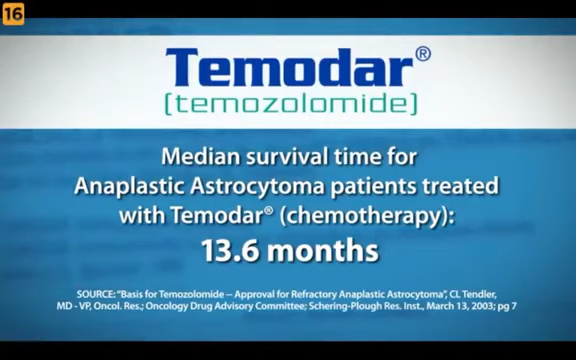 16
Temodar®
[temozolomide]
Median survival time for
Anaplastic Astrocytoma patients treated
with Temodar® (chemotherapy):
13.6 months
SOURCE: "Basis for Temozolomide -- Approval for Refractory Anaplastic Astrocytoma", CL Tendler,
MD - VP, Oncol. Res.; Oncology Drug Advisory Committee; Schering-Plough Res. Inst., March 13, 2003; pg 7